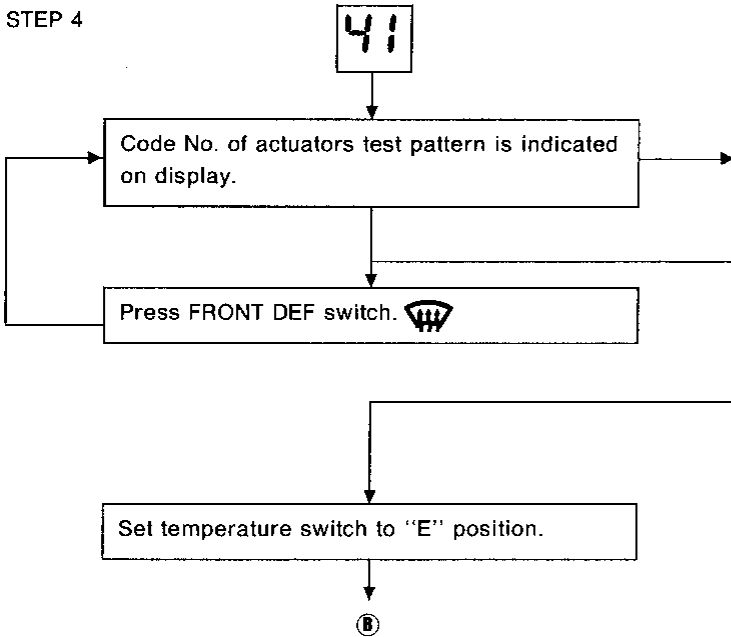 STEP 4
41
Code No. of actuators test pattern is indicated
on display.
Press FRONT DEF switch.
Set temperature switch to "E" position.
B